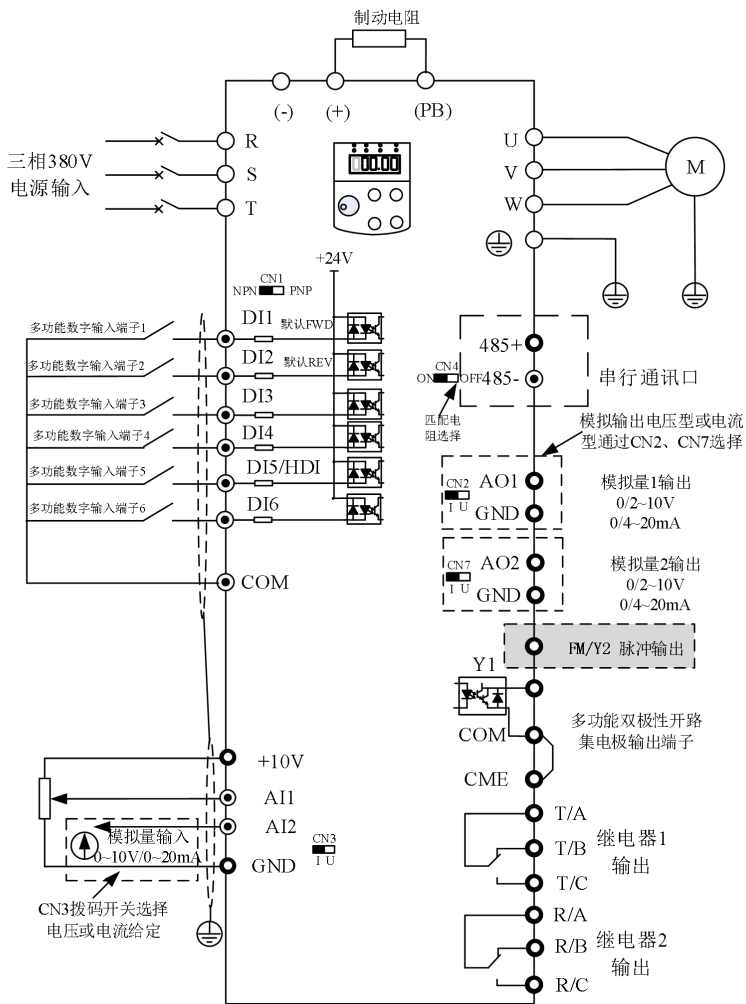 制动电阻
(-)
(+)
(PB)
三相380V
电源输入
R
S
T
00.00
U
V
W
M
+24V
CN1
NPN
PNP
多功能数字输入端子1
DI1
默认FWD
多功能数字输入端子2
DI2
默认REV
多功能数字输入端子3
DI3
多功能数字输入端子4
DI4
多功能数字输入端子5
DI5/HDI
多功能数字输入端子6
DI6
COM
485+
CN4
ON
OFF
485-
串行通讯口
匹配电
阻选择
模拟输出电压型或电流
型通过CN2、CN7选择
CN2
I U
AO1
GND
模拟量1输出
0/2~10V
0/4~20mA
CN7
I U
AO2
GND
模拟量2输出
0/2~10V
0/4~20mA
FM/Y2 脉冲输出
Y1
COM
CME
多功能双极性开路
集电极输出端子
+10V
AI1
AI2
GND
CN3
I U
模拟量输入
0~10V/0~20mA
CN3拨码开关选择
电压或电流给定
T/A
T/B
T/C
继电器1
输出
R/A
R/B
R/C
继电器2
输出